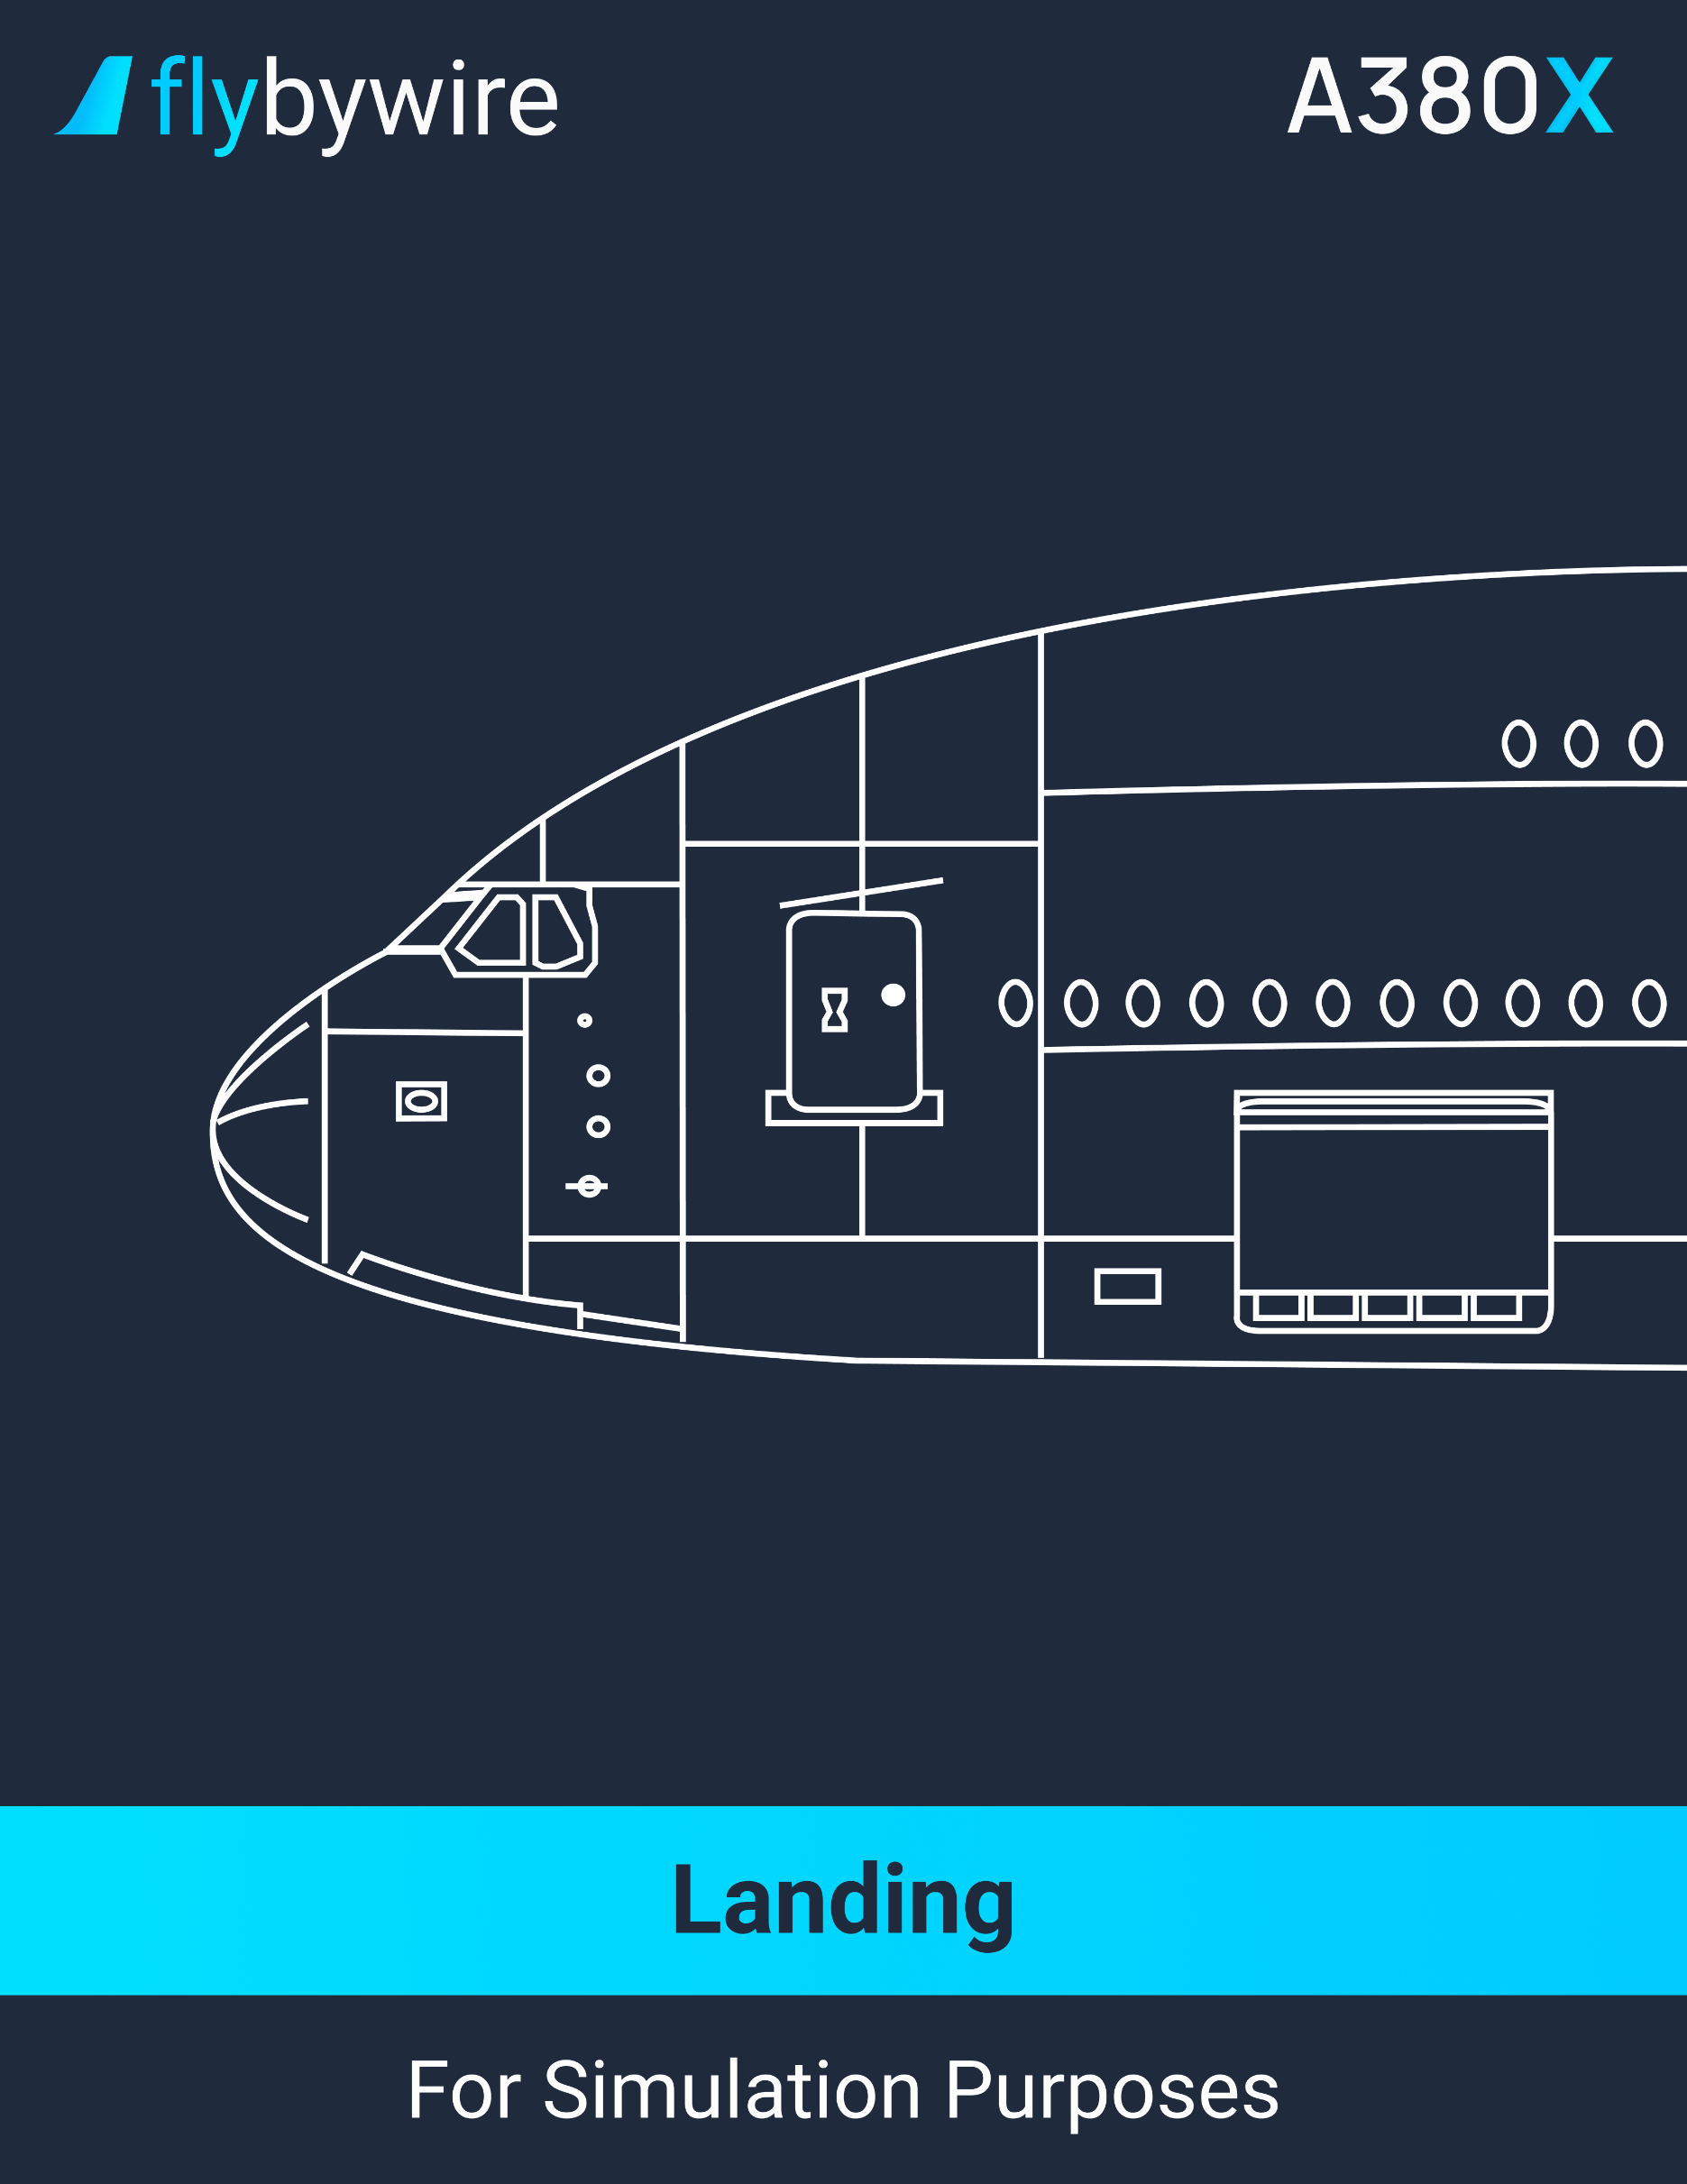 flybywire
A380X
Landing
For Simulation Purposes